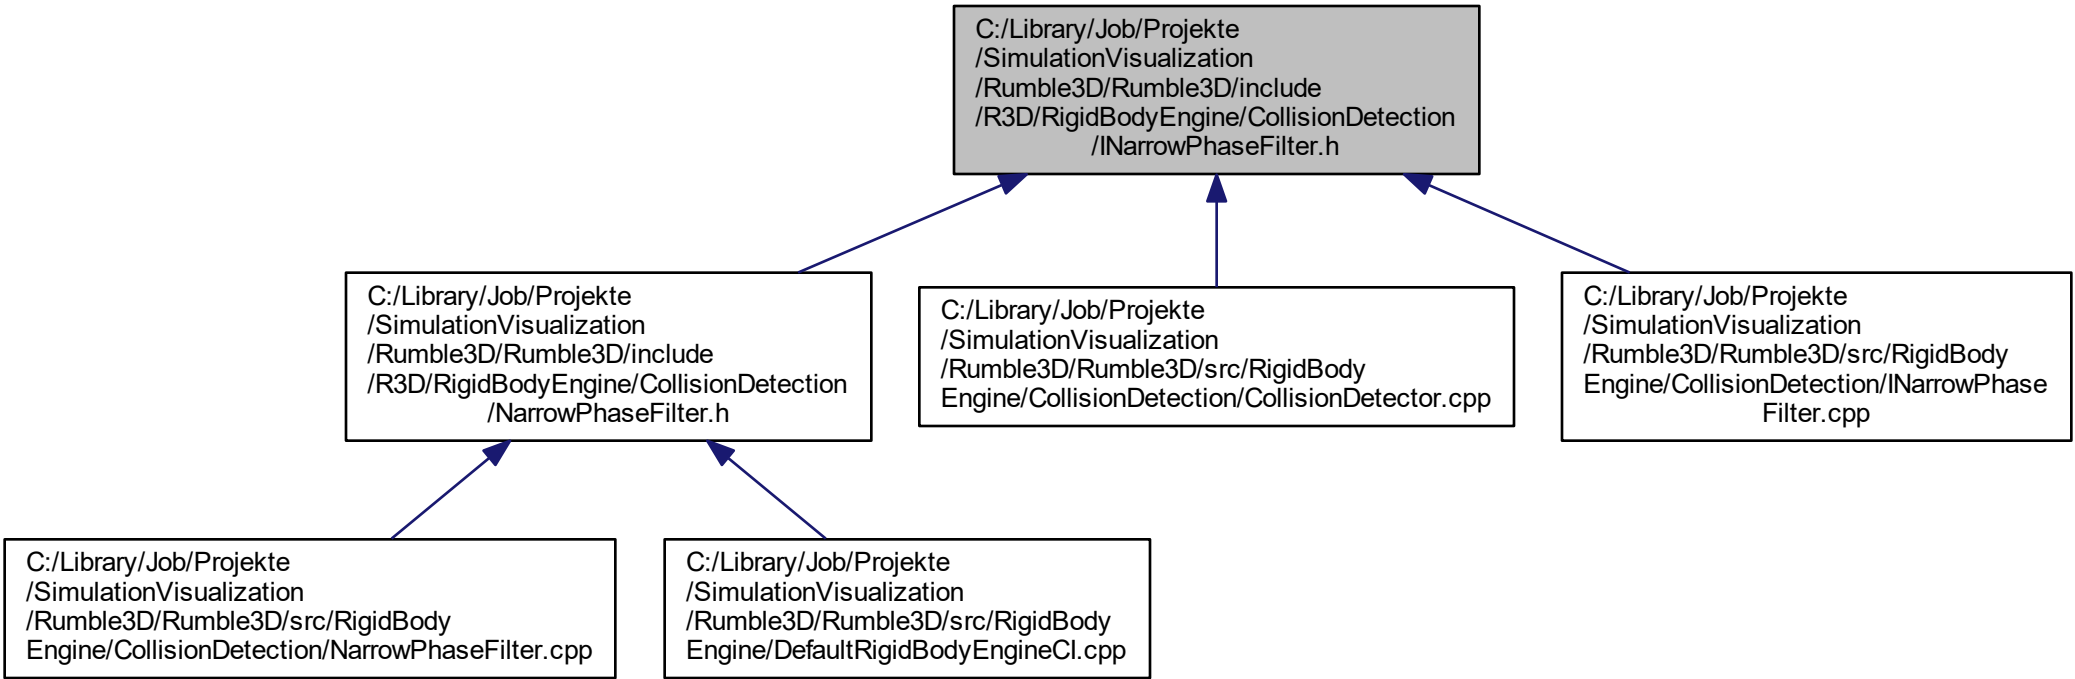 C:/Library/Job/Projekte
/SimulationVisualization
/Rumble3D/Rumble3D/include
/R3D/RigidBodyEngine/CollisionDetection
/INarrowPhaseFilter.h
C:/Library/Job/Projekte
/SimulationVisualization
/Rumble3D/Rumble3D/include
/R3D/RigidBodyEngine/CollisionDetection
/NarrowPhaseFilter.h
C:/Library/Job/Projekte
/SimulationVisualization
/Rumble3D/Rumble3D/src/RigidBody
Engine/CollisionDetection/CollisionDetector.cpp
C:/Library/Job/Projekte
/SimulationVisualization
/Rumble3D/Rumble3D/src/RigidBody
Engine/CollisionDetection/INarrowPhase
Filter.cpp
C:/Library/Job/Projekte
/SimulationVisualization
/Rumble3D/Rumble3D/src/RigidBody
Engine/CollisionDetection/NarrowPhaseFilter.cpp
C:/Library/Job/Projekte
/SimulationVisualization
/Rumble3D/Rumble3D/src/RigidBody
Engine/DefaultRigidBodyEngineCI.cpp